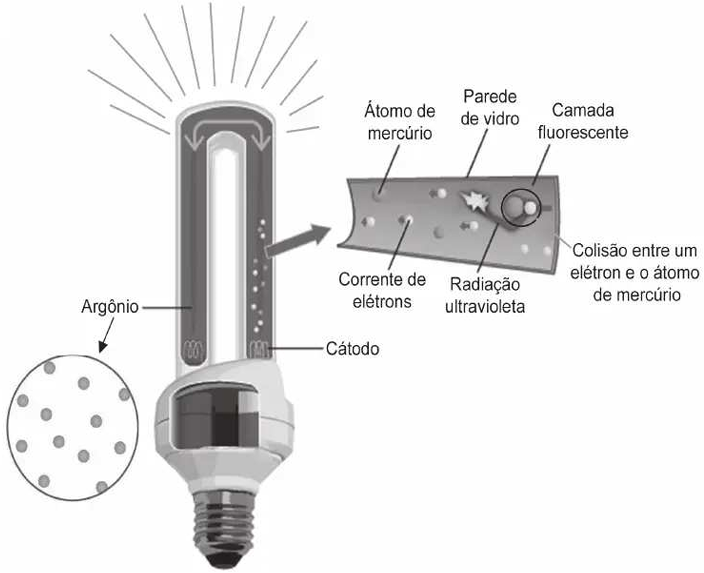 Átomo de
mercúrio
Parede
de vidro
Camada
fluorescente
Corrente de
elétrons
Radiação
ultravioleta
Colisão entre um
elétron e o átomo
de mercúrio
Argônio
Cátodo